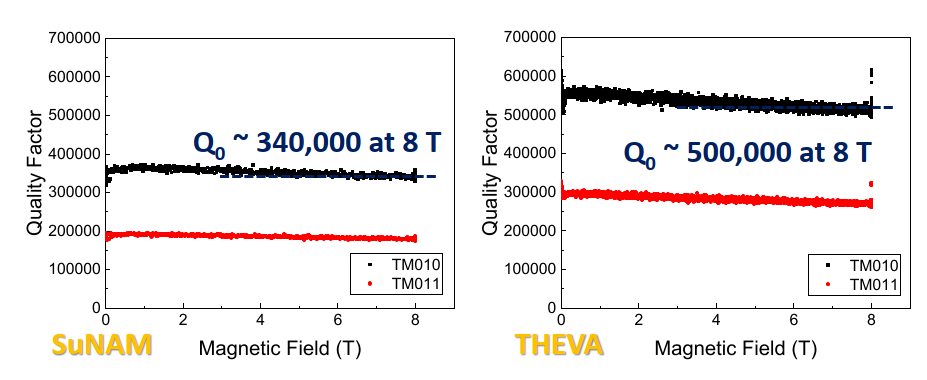 700000
600000
500000
400000
300000
200000
100000
0
Quality Factor
Q0 ~ 340,000 at 8 T
TM010
TM011
0 2 4 6 8
SuNAM
Magnetic Field (T)
700000
600000
500000
400000
300000
200000
100000
0
Quality Factor
Q0 ~ 500,000 at 8 T
TM010
TM011
0 2 4 6 8
THEVA
Magnetic Field (T)